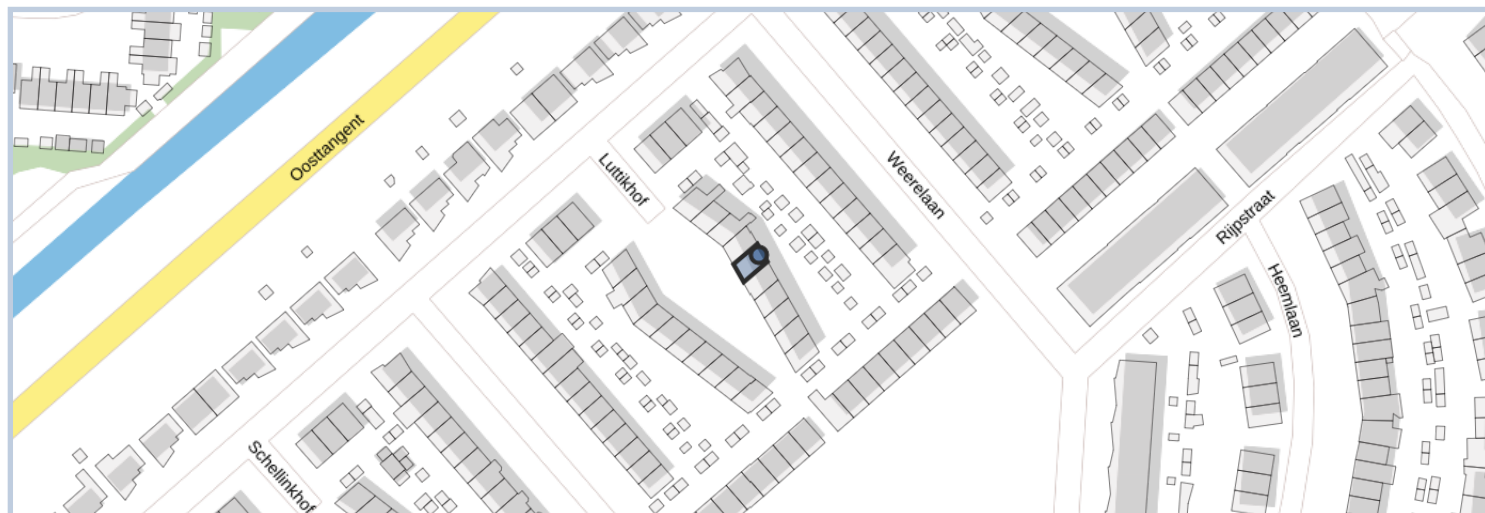 Oosttangent
Luttikhof
Weerelaan
Rijpstraat
Heemlaan
Schellinkhof